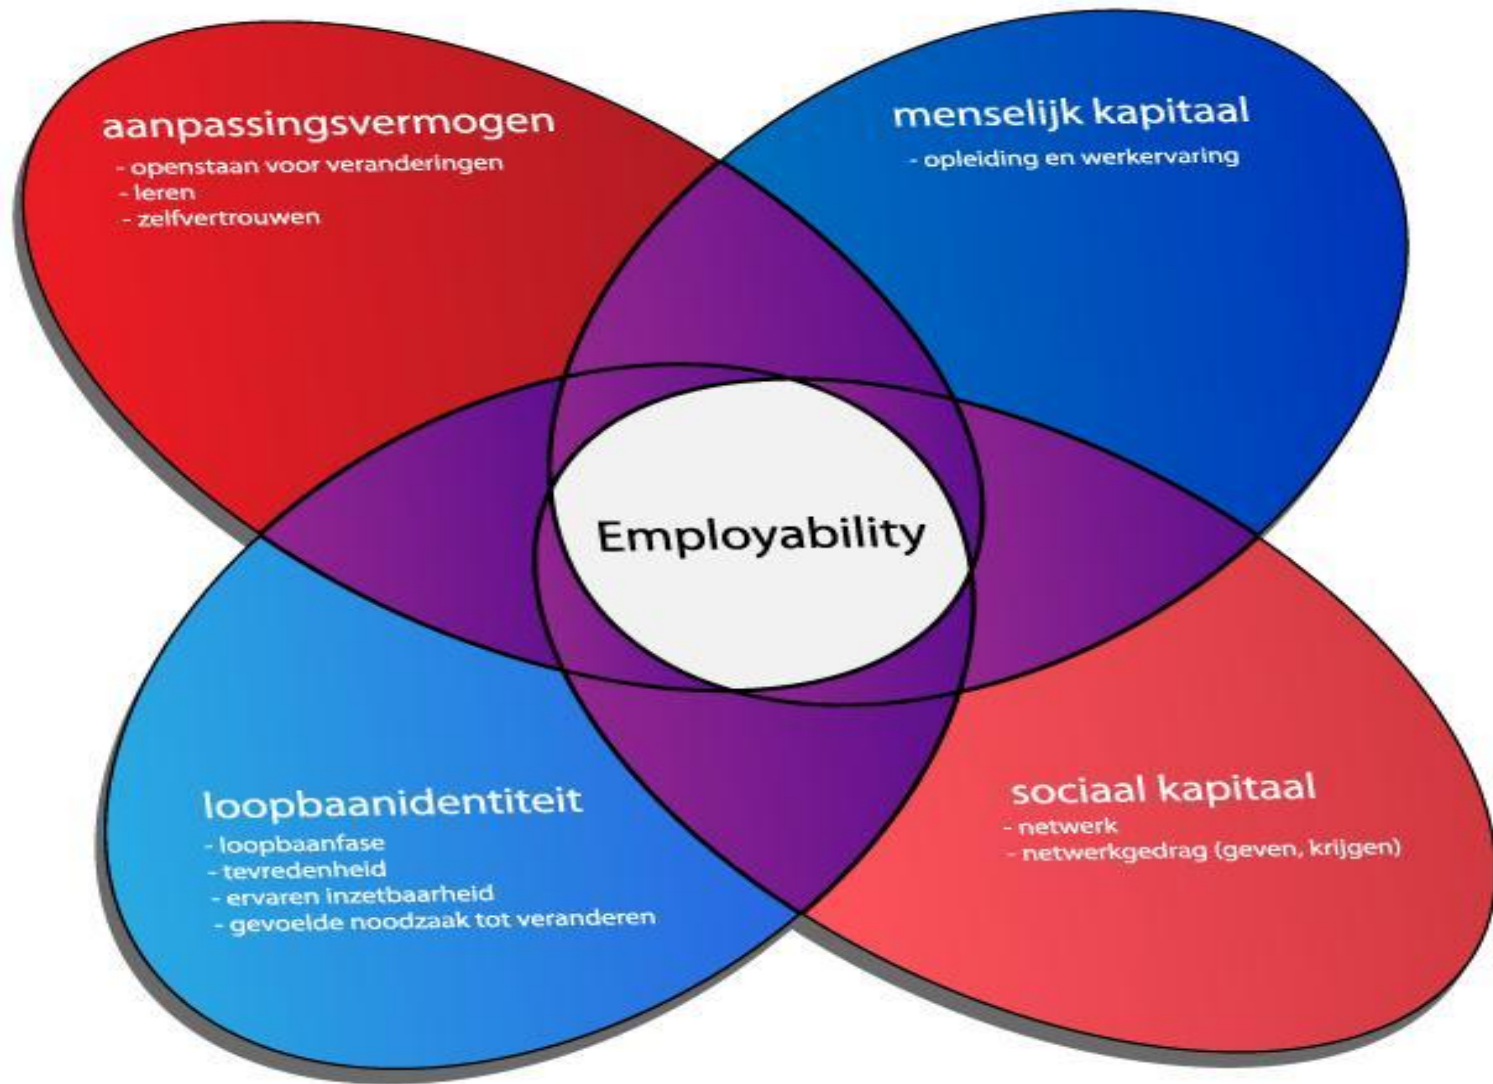 aanpassingsvermogen
- openstaan voor veranderingen
- leren
- zelfvertrouwen
menselijk kapitaal
- opleiding en werkervaring
Employability
loopbaanidentiteit
- loopbaanfase
- tevredenheid
- ervaren inzetbaarheid
- gevoelde noodzaak tot veranderen
sociaal kapitaal
- netwerk
- netwerkgedrag (geven, krijgen)